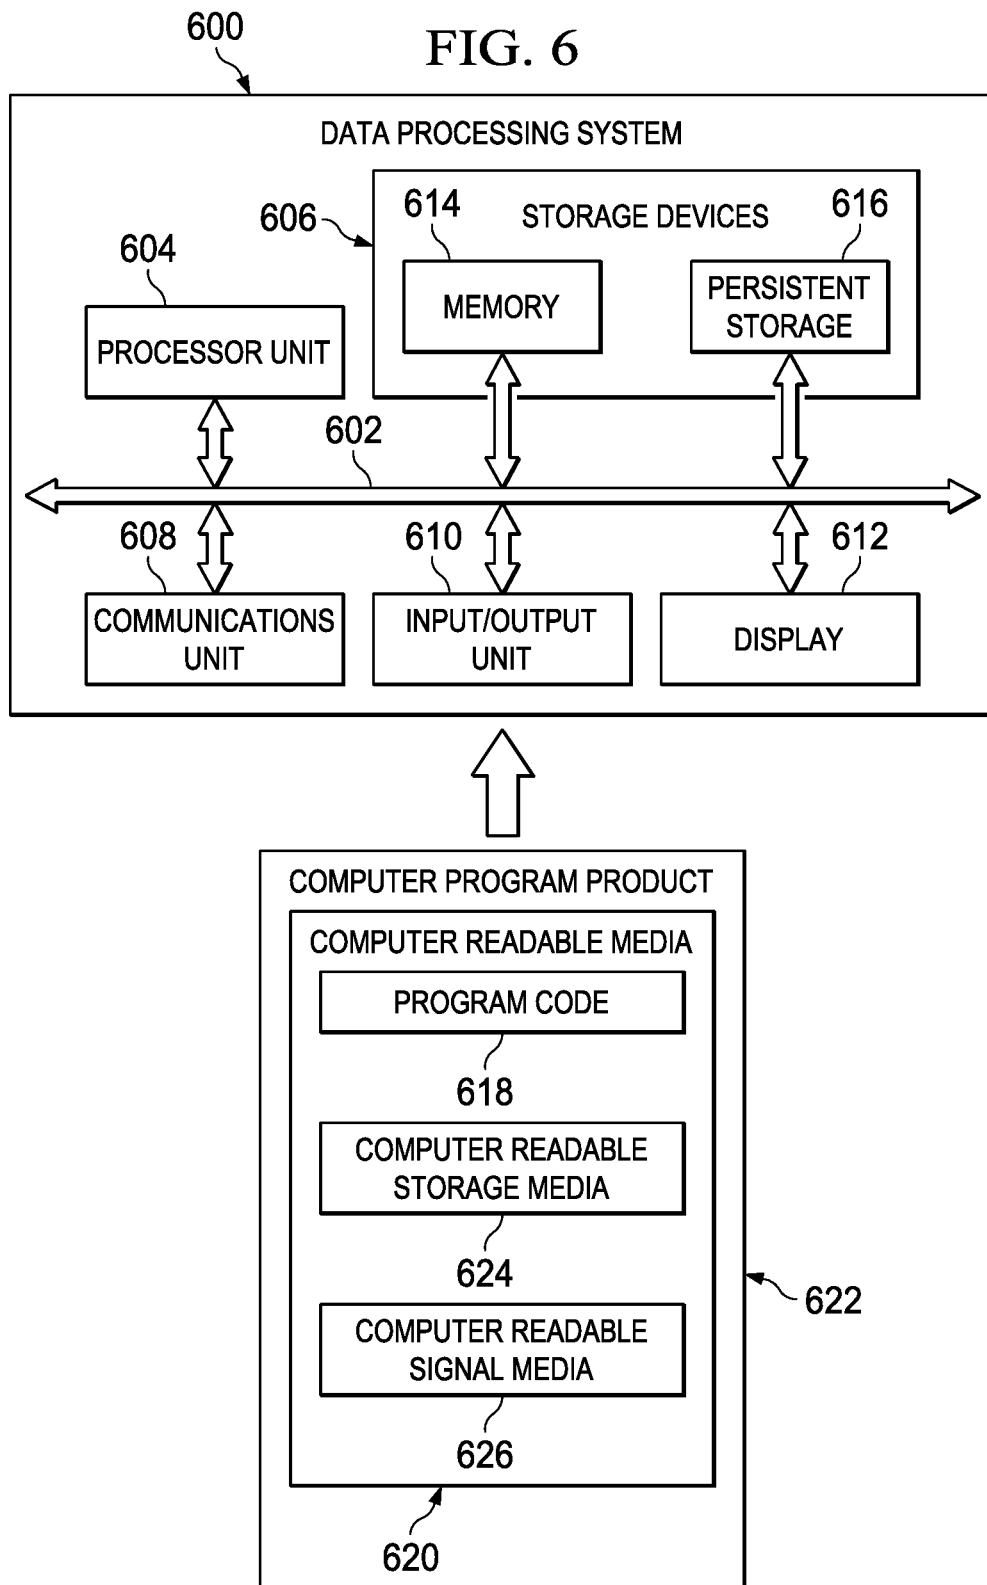 600
FIG. 6
DATA PROCESSING SYSTEM
606
614
STORAGE DEVICES
616
604
MEMORY
PERSISTENT
STORAGE
PROCESSOR UNIT
602
608
610
612
COMMUNICATIONS
UNIT
INPUT/OUTPUT
UNIT
DISPLAY
COMPUTER PROGRAM PRODUCT
COMPUTER READABLE MEDIA
PROGRAM CODE
618
COMPUTER READABLE
STORAGE MEDIA
624
622
COMPUTER READABLE
SIGNAL MEDIA
626
620